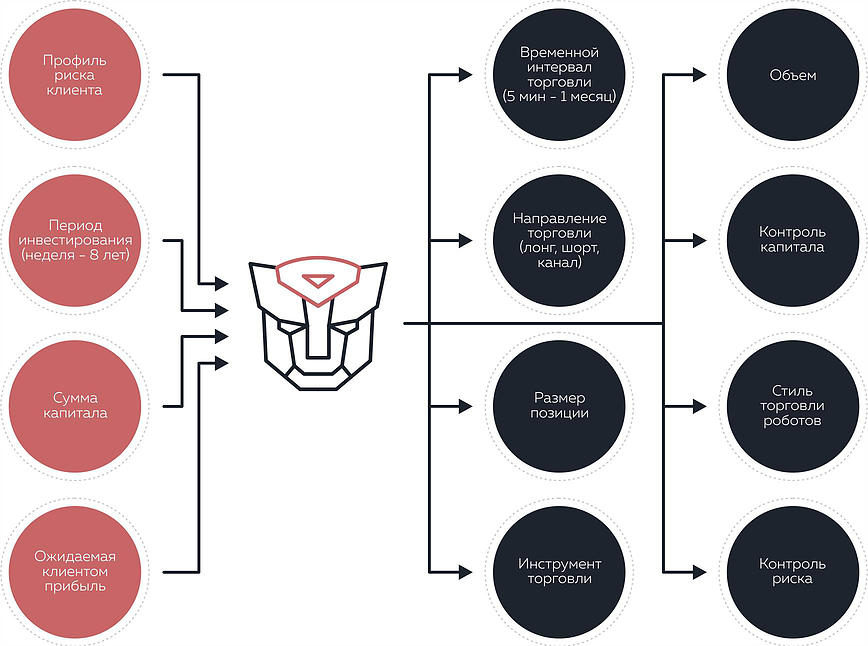 Профиль
риска
клиента
Период
инвестирования
(неделя - 8 лет)
Сумма
капитала
Ожидаемая
клиентом
прибыль
Временной
интервал
торговли
(5 мин - 1 месяц)
Направление
торговли
(лонг, шорт,
канал)
Размер
позиции
Инструмент
торговли
Объем
Контроль
капитала
Стиль
торговли
роботов
Контроль
риска